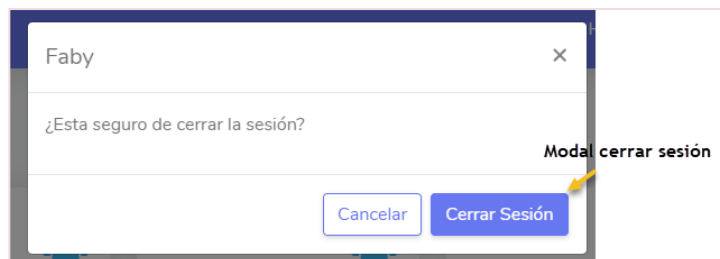 Faby ×
¿Esta seguro de cerrar la sesión?
Modal cerrar sesión
Cancelar Cerrar Sesión